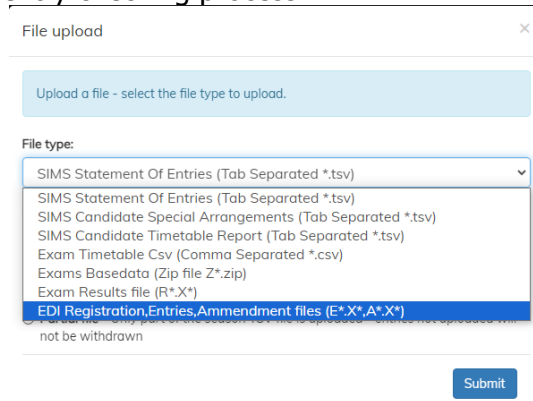 File upload ×
Upload a file - select the file type to upload.
File type:
SIMS Statement Of Entries (Tab Separated *.tsv)
SIMS Statement Of Entries (Tab Separated *.tsv)
SIMS Candidate Special Arrangements (Tab Separated *.tsv)
SIMS Candidate Timetable Report (Tab Separated *.tsv)
Exam Timetable Csv (Comma Separated *.csv)
Exams Basedata (Zip file Z*.zip)
Exam Results file (R*.X*)
EDI Registration,Entries,Ammendment files (E*.X*,A*.X*)
not be withdrawn
Submit